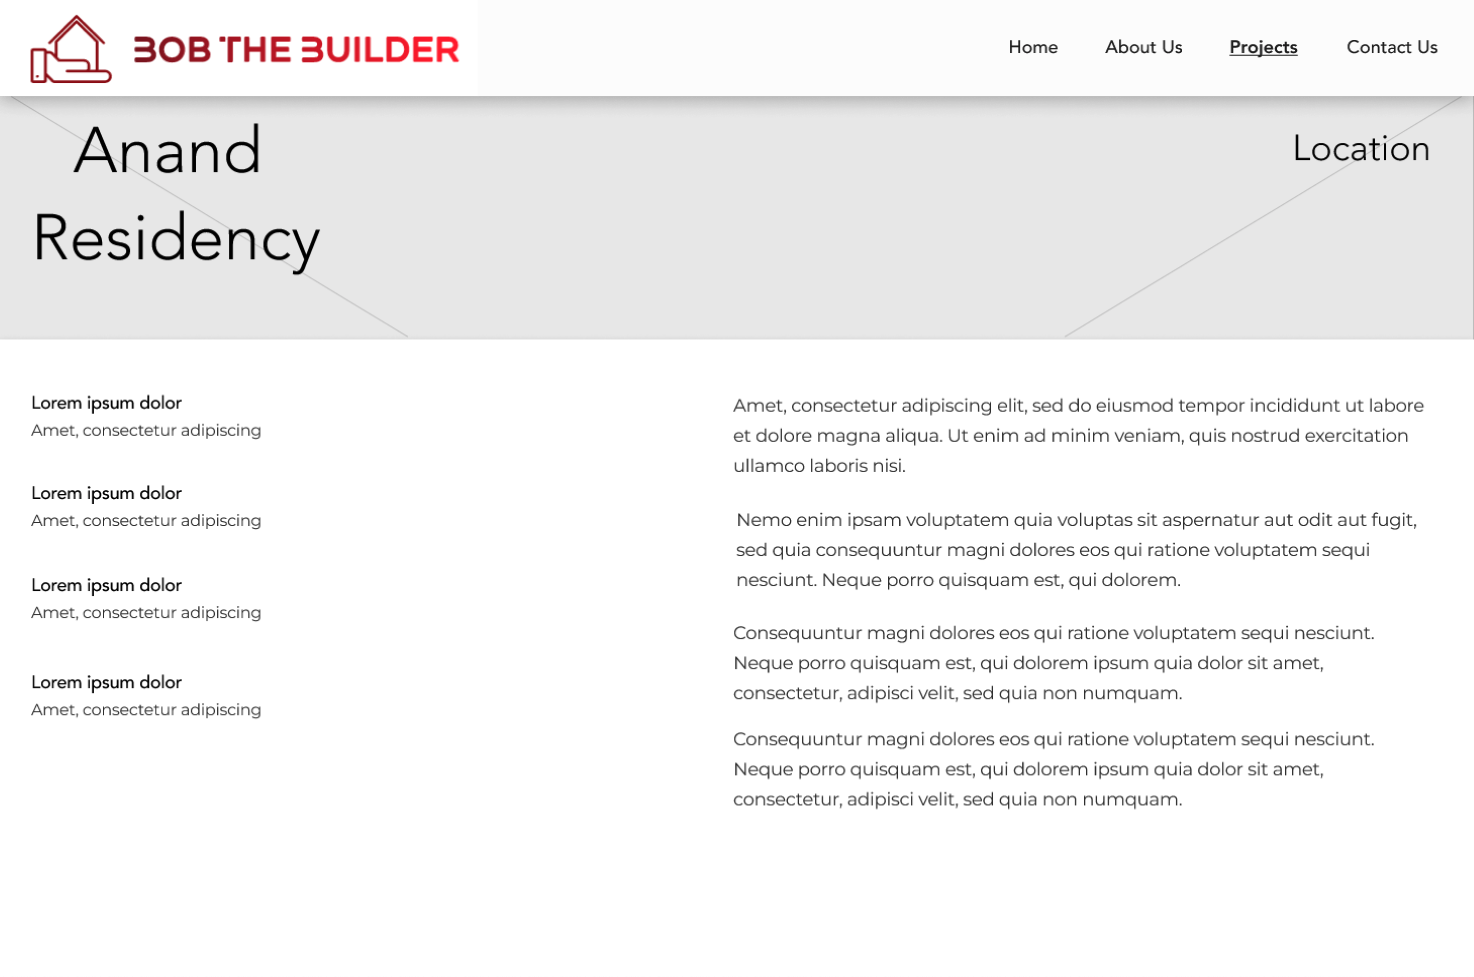 BOB THE BUILDER
Home About Us Projects Contact Us
Anand
Residency
Location
Lorem ipsum dolor
Amet, consectetur adipiscing
Lorem ipsum dolor
Amet, consectetur adipiscing
Lorem ipsum dolor
Amet, consectetur adipiscing
Lorem ipsum dolor
Amet, consectetur adipiscing
Amet, consectetur adipiscing elit, sed do eiusmod tempor incididunt ut labore
et dolore magna aliqua. Ut enim ad minim veniam, quis nostrud exercitation
ullamco laboris nisi.
Nemo enim ipsam voluptatem quia voluptas sit aspernatur aut odit aut fugit,
sed quia consequuntur magni dolores eos qui ratione voluptatem sequi
nesciunt. Neque porro quisquam est, qui dolorem.
Consequuntur magni dolores eos qui ratione voluptatem sequi nesciunt.
Neque porro quisquam est, qui dolorem ipsum quia dolor sit amet,
consectetur, adipisci velit, sed quia non numquam.
Consequuntur magni dolores eos qui ratione voluptatem sequi nesciunt.
Neque porro quisquam est, qui dolorem ipsum quia dolor sit amet,
consectetur, adipisci velit, sed quia non numquam.